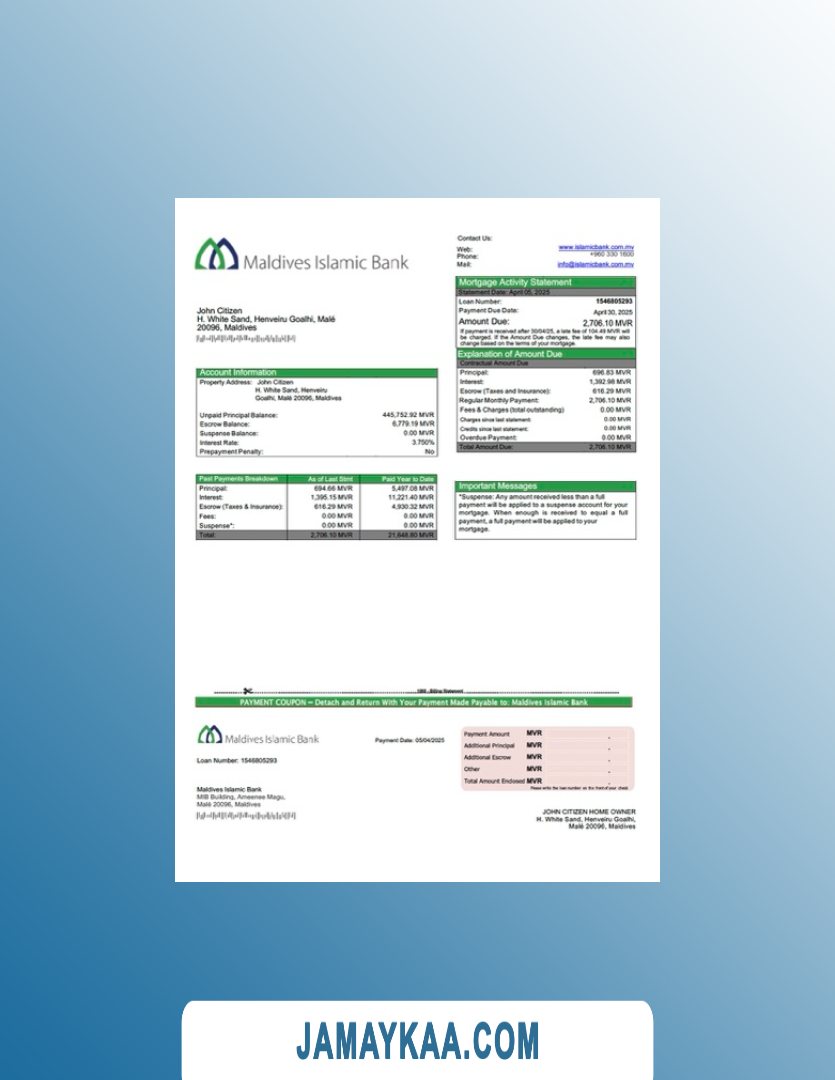 Maldives Islamic Bank
Contact Us:
Web: www.islamicbank.com.mv
Phone: +960 330 1600
Mail: info@islamicbank.com.mv
Mortgage Activity Statement
Statement Date: April 05, 2025
Loan Number: 1546805293
Payment Due Date: April 30, 2025
Amount Due: 2,706.10 MVR
If payment is received after 30/04/25, a late fee of 104.49 MVR will
be charged. If the Amount Due changes, the late fee may also
change based on the terms of your mortgage.
John Citizen
H. White Sand, Henveiru Goalhi, Malé
20096, Maldives
Explanation of Amount Due
Contractual Amount Due
Principal: 696.83 MVR
Interest: 1,392.98 MVR
Escrow (Taxes and Insurance): 616.29 MVR
Regular Monthly Payment: 2,706.10 MVR
Fees & Charges (total outstanding) 0.00 MVR
Charges since last statement: 0.00 MVR
Credits since last statement: 0.00 MVR
Overdue Payment: 0.00 MVR
Total Amount Due: 2,706.10 MVR
Account Information
Property Address: John Citizen
H. White Sand, Henveiru
Goalhi, Malé 20096, Maldives
Unpaid Principal Balance: 445,752.92 MVR
Escrow Balance: 6,779.19 MVR
Suspense Balance: 0.00 MVR
Interest Rate: 3.750%
Prepayment Penalty: No
Past Payments Breakdown As of Last Stmt Paid Year to Date
Principal: 694.66 MVR 5,497.08 MVR
Interest: 1,395.15 MVR 11,221.40 MVR
Escrow (Taxes & Insurance): 616.29 MVR 4,930.32 MVR
Fees: 0.00 MVR 0.00 MVR
Suspense*: 0.00 MVR 0.00 MVR
Total: 2,706.10 MVR 21,648.80 MVR
Important Messages
*Suspense: Any amount received less than a full
payment will be applied to a suspense account for your
mortgage. When enough is received to equal a full
payment, a full payment will be applied to your
mortgage.
Billing Statement
PAYMENT COUPON – Detach and Return With Your Payment Made Payable to: Maldives Islamic Bank
Maldives Islamic Bank
Payment Date: 05/04/2025
Loan Number: 1546805293
Payment Amount MVR .
Additional Principal MVR .
Additional Escrow MVR .
Other MVR .
Total Amount Enclosed MVR .
Please write the loan number on the front of your check.
Maldives Islamic Bank
MIB Building, Ameenee Magu,
Malé 20096, Maldives
JOHN CITIZEN HOME OWNER
H. White Sand, Henveiru Goalhi,
Malé 20096, Maldives
JAMAYKAA.COM